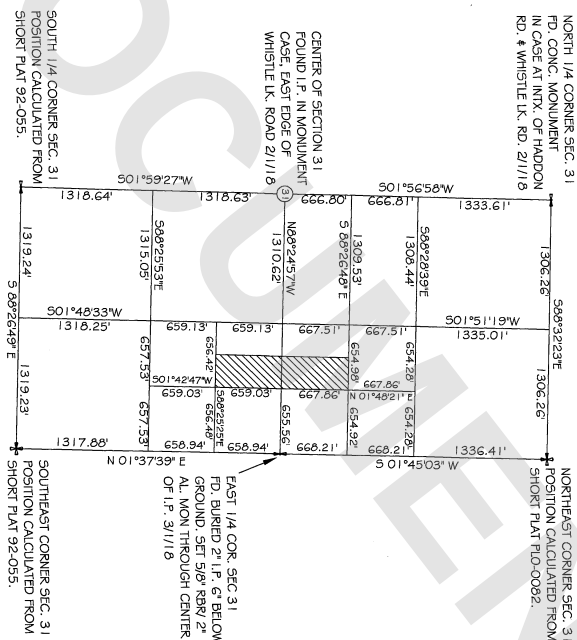 NORTH 1/4 CORNER SEC. 31
FD. CONC. MONUMENT
IN CASE AT INTX. OF HADDON
RD. & WHISTLE LK. RD. 2/1/18
CENTER OF SECTION 31
FOUND I.P. IN MONUMENT
CASE, EAST EDGE OF
WHISTLE LK. ROAD 2/1/18
SOUTH 1/4 CORNER SEC. 31
POSITION CALCULATED FROM
SHORT PLAT 92-055.
S01°59'27"W
S01°56'58"W
1318.64'
1318.63'
31
666.80'
666.81'
1333.61'
1319.24'
S 88°26'49" E
1319.23'
S88°25'53"E
1315.05'
N88°24'57"W
1310.62'
S 88°26'48" E
1309.53'
S88°28'39"E
1308.44'
1306.26'
S88°32'23"E
1306.26'
S01°48'33"W
1318.25'
659.13'
659.13'
667.51'
667.51'
S01°51'19"W
1335.01'
657.53'
657.53'
656.42'
656.48'
S88°25'25"E
655.56'
654.98'
654.92'
654.28'
654.28'
S01°42'47"W
659.03'
659.03'
667.86'
667.86'
N 01°48'21" E
1317.88'
658.94'
658.94'
668.21'
668.21'
1336.41'
N 01°37'39" E
S 01°45'03" W
NORTHEAST CORNER SEC. 31
POSITION CALCULATED FROM
SHORT PLAT PLO-0082.
EAST 1/4 COR. SEC 31
FD. BURIED 2" I.P. 6" BELOW
GROUND. SET 5/8" RBR/ 2"
AL. MON THROUGH CENTER
OF I.P. 3/1/18
SOUTHEAST CORNER SEC. 31
POSITION CALCULATED FROM
SHORT PLAT 92-055.
OCUMEN